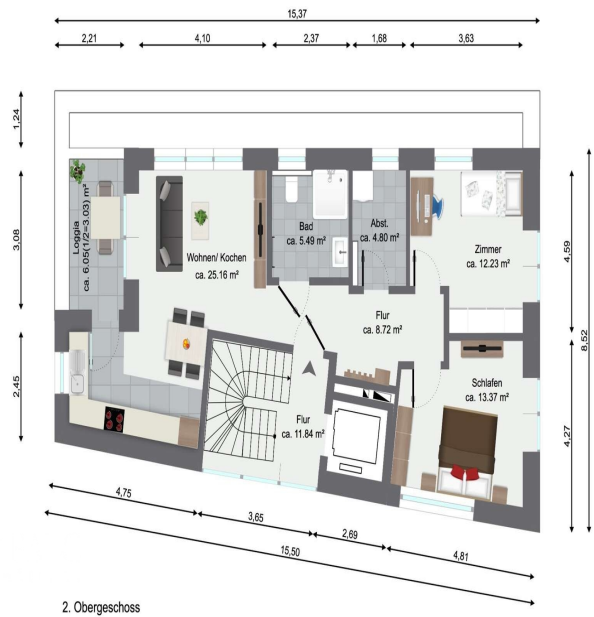 15,37
2,21
4,10
2,37
1,68
3,63
1,24
3,08
2,45
Loggia
ca. 6.05(1/2=3.03) m²
Wohnen/ Kochen
ca. 25.16 m²
Bad
ca. 5.49 m²
Abst.
ca. 4.80 m²
Zimmer
ca. 12.23 m²
Flur
ca. 8.72 m²
Schlafen
ca. 13.37 m²
Flur
ca. 11.84 m²
4,59
8,52
4,27
4,75
3,65
2,69
4,81
15,50
2. Obergeschoss